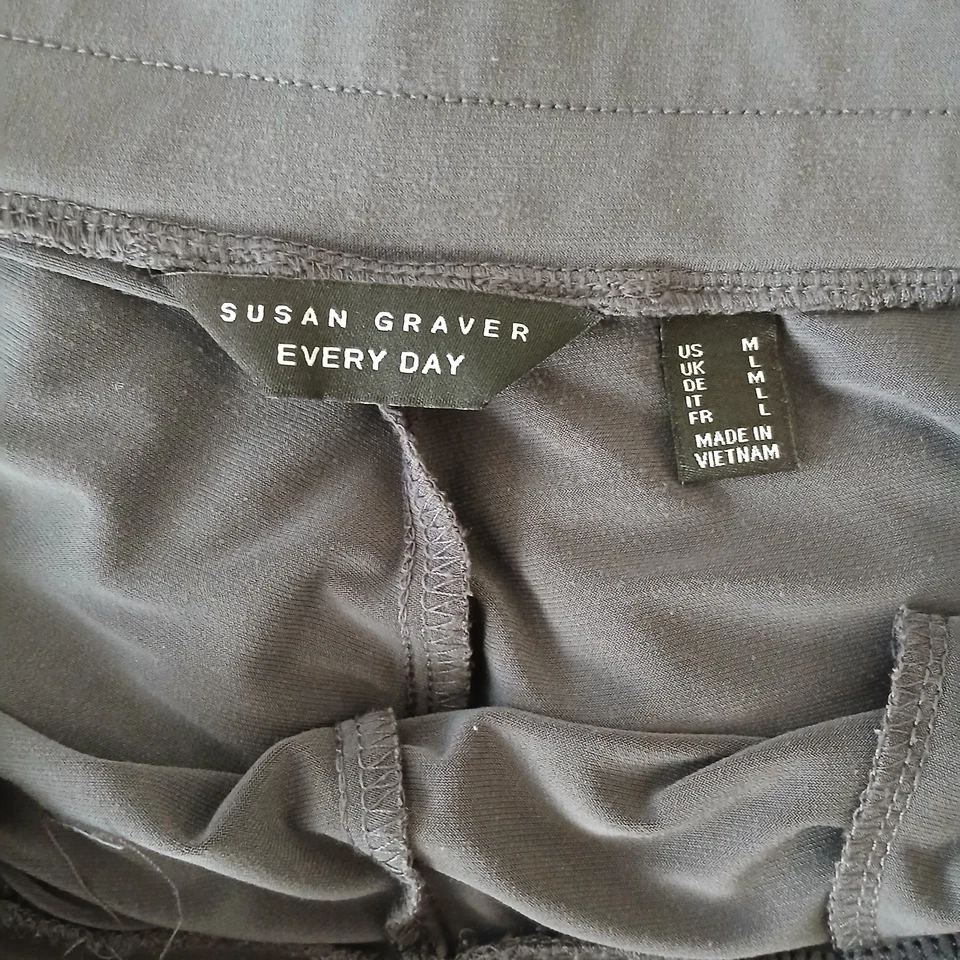 SUSAN GRAVER
EVERY DAY
US M
UK L
DE M
IT L
FR L
MADE IN
VIETNAM